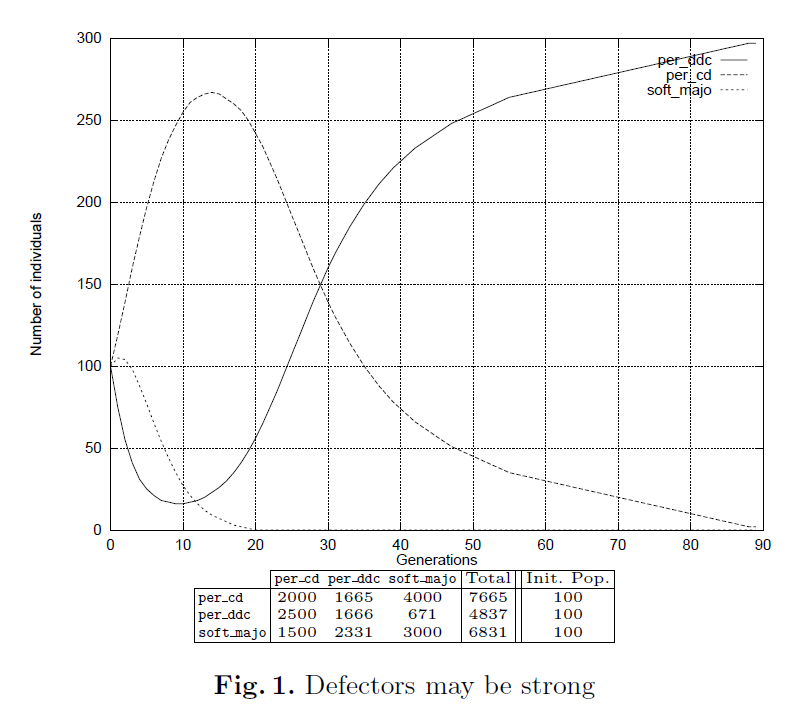 300
250
200
150
100
50
0
Number of individuals
per_ddc
per_cd
soft_majo
0 10 20 30 40 50 60 70 80 90
Generations
per_cd per_ddc soft_majo Total Init. Pop.
per_cd 2000 1665 4000 7665 100
per_ddc 2500 1666 671 4837 100
soft_majo 1500 2331 3000 6831 100
Fig. 1. Defectors may be strong